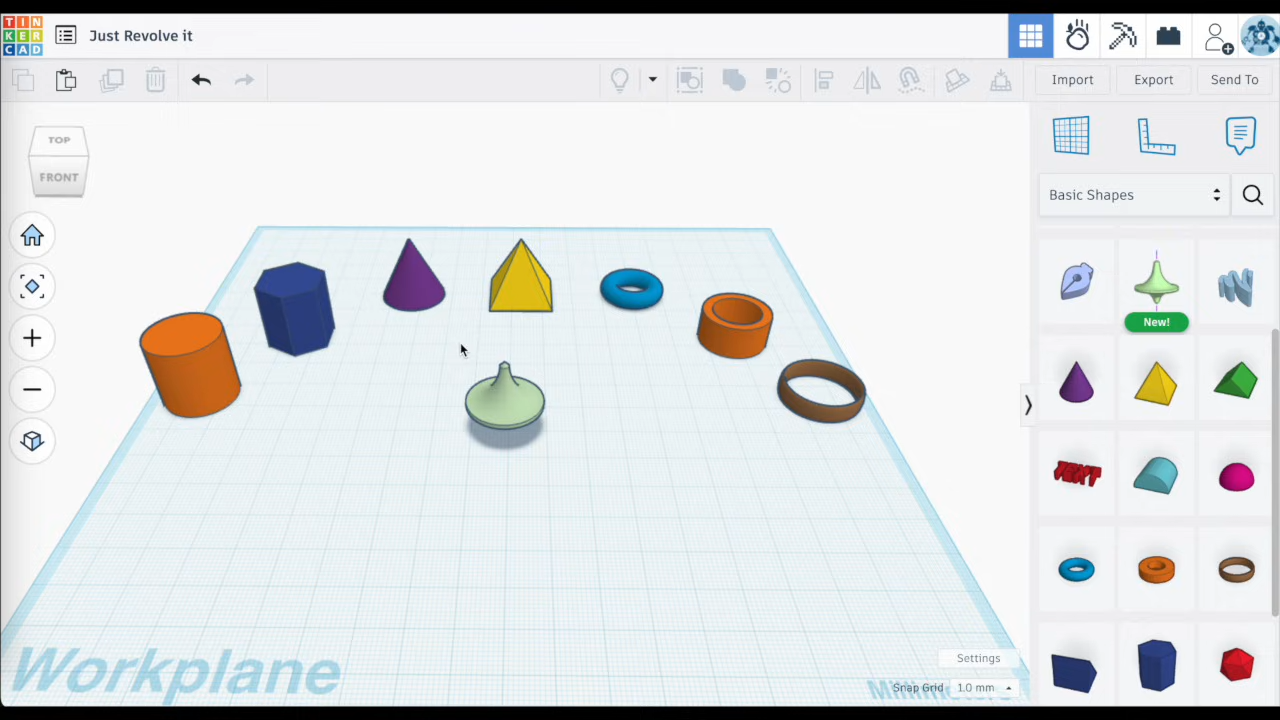 TIN
KER
CAD
Just Revolve it
Import
Export
Send To
TOP
FRONT
Basic Shapes
New!
TEXT
Workplane
Settings
Snap Grid 1.0 mm